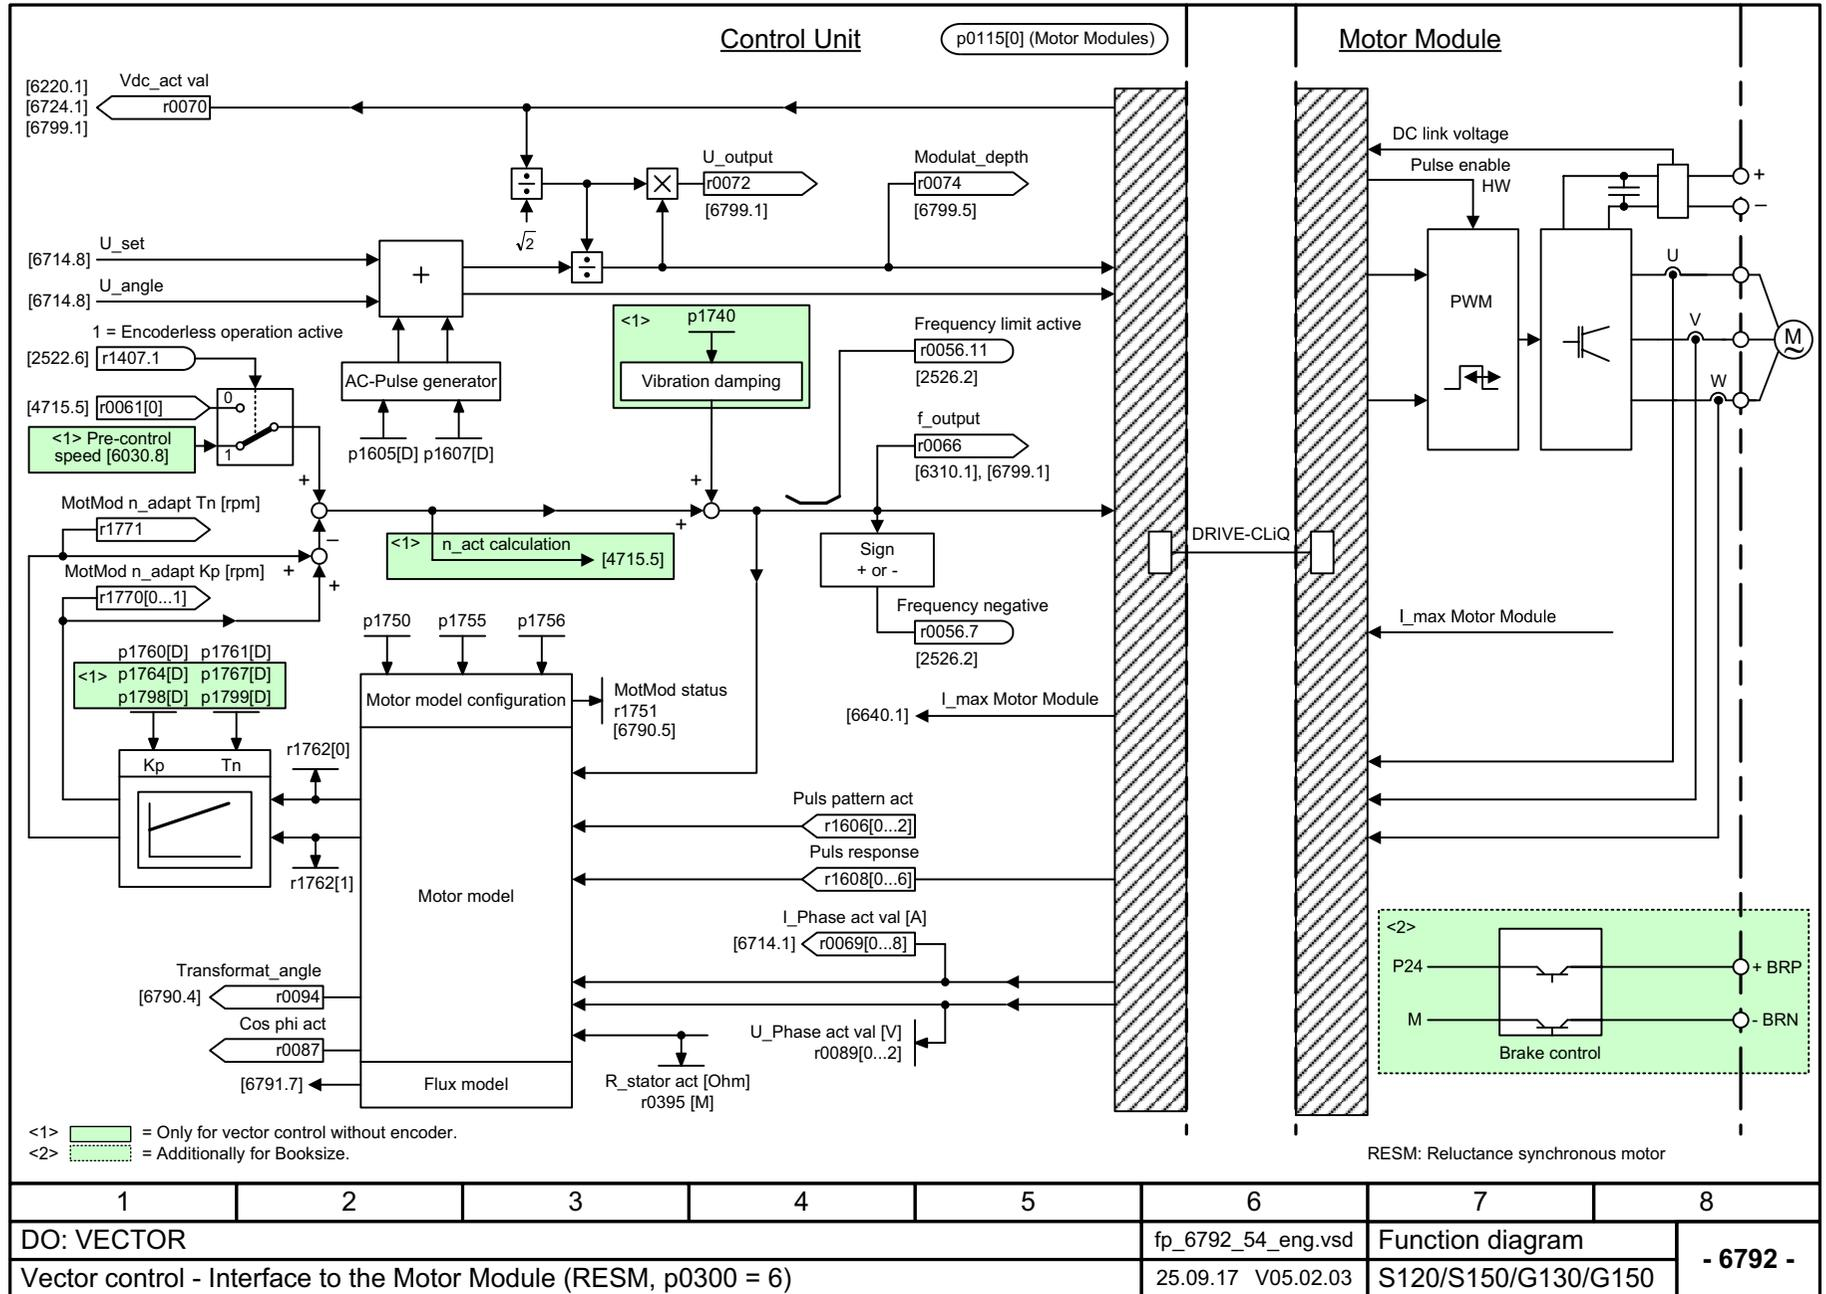 Control Unit
p0115[0] (Motor Modules)
Motor Module
[6220.1]
Vdc_act val
[6724.1]
r0070
[6799.1]
DC link voltage
Pulse enable
HW
+
–
U_output
÷
×
r0072
[6799.1]
√2
Modulat_depth
r0074
[6799.5]
U_set
[6714.8]
U_angle
[6714.8]
+
÷
1 = Encoderless operation active
[2522.6]
r1407.1
[4715.5]
r0061[0]
0
<1> Pre-control
speed [6030.8]
1
AC-Pulse generator
p1605[D]
p1607[D]
<1>
p1740
Vibration damping
Frequency limit active
r0056.11
[2526.2]
f_output
r0066
[6310.1], [6799.1]
PWM
U
V
W
M
~
MotMod n_adapt Tn [rpm]
r1771
+
–
MotMod n_adapt Kp [rpm]
+
+
r1770[0...1]
<1>
n_act calculation
[4715.5]
+
+
Sign
+ or -
Frequency negative
r0056.7
[2526.2]
DRIVE-CLiQ
I_max Motor Module
p1760[D]
p1761[D]
<1>
p1764[D]
p1767[D]
p1798[D]
p1799[D]
Kp
Tn
r1762[0]
r1762[1]
p1750
p1755
p1756
Motor model configuration
MotMod status
r1751
[6790.5]
[6640.1]
I_max Motor Module
Motor model
Puls pattern act
r1606[0...2]
Puls response
r1608[0...6]
I_Phase act val [A]
[6714.1]
r0069[0...8]
Transformat_angle
[6790.4]
r0094
Cos phi act
r0087
[6791.7]
Flux model
U_Phase act val [V]
r0089[0...2]
R_stator act [Ohm]
r0395 [M]
<2>
P24
+ BRP
M
- BRN
Brake control
<1>
= Only for vector control without encoder.
<2>
= Additionally for Booksize.
RESM: Reluctance synchronous motor
1
2
3
4
5
6
7
8
DO: VECTOR
fp_6792_54_eng.vsd
Function diagram
- 6792 -
Vector control - Interface to the Motor Module (RESM, p0300 = 6)
25.09.17 V05.02.03
S120/S150/G130/G150